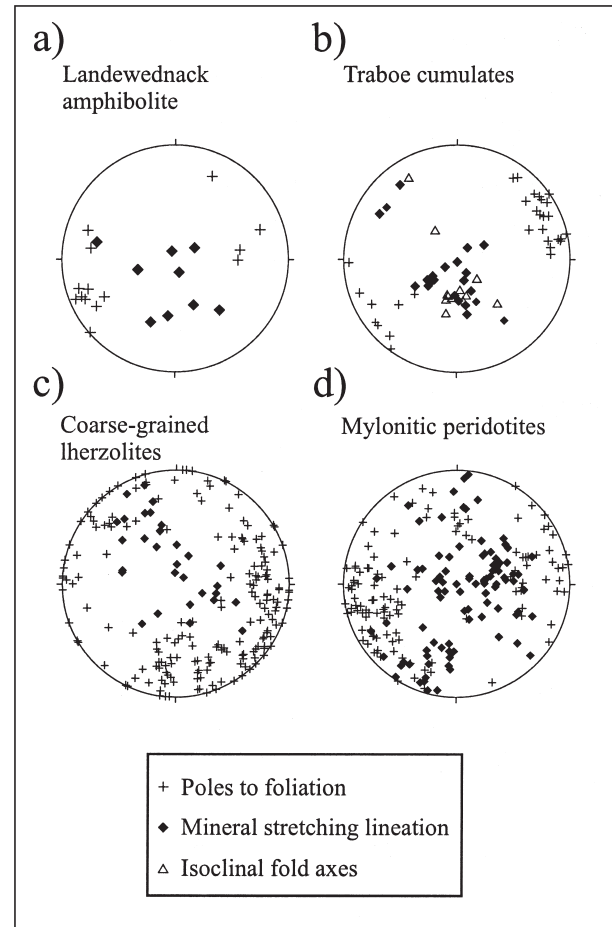 a)
Landewednack
amphibolite
b)
Traboe cumulates
c)
Coarse-grained
lherzolites
d)
Mylonitic peridotites
Poles to foliation
Mineral stretching lineation
Isoclinal fold axes